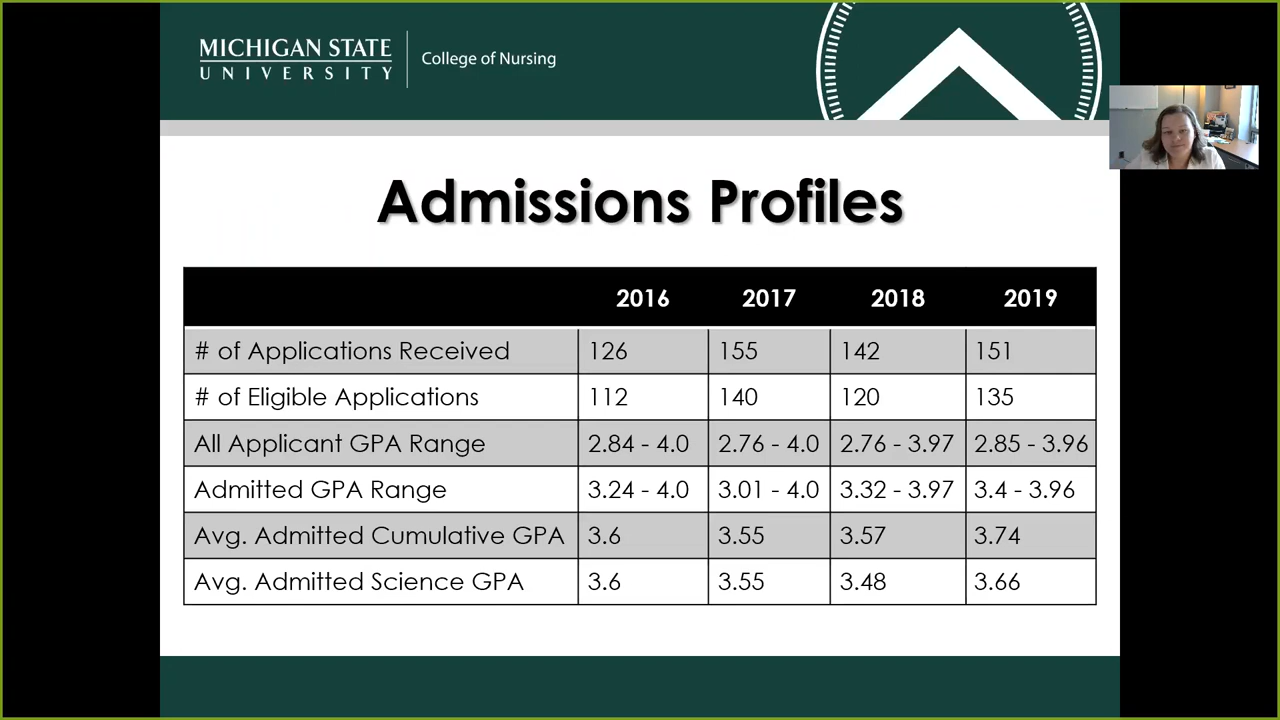 MICHIGAN STATE
UNIVERSITY
College of Nursing
Admissions Profiles
2016 2017 2018 2019
# of Applications Received 126 155 142 151
# of Eligible Applications 112 140 120 135
All Applicant GPA Range 2.84 - 4.0 2.76 - 4.0 2.76 - 3.97 2.85 - 3.96
Admitted GPA Range 3.24 - 4.0 3.01 - 4.0 3.32 - 3.97 3.4 - 3.96
Avg. Admitted Cumulative GPA 3.6 3.55 3.57 3.74
Avg. Admitted Science GPA 3.6 3.55 3.48 3.66